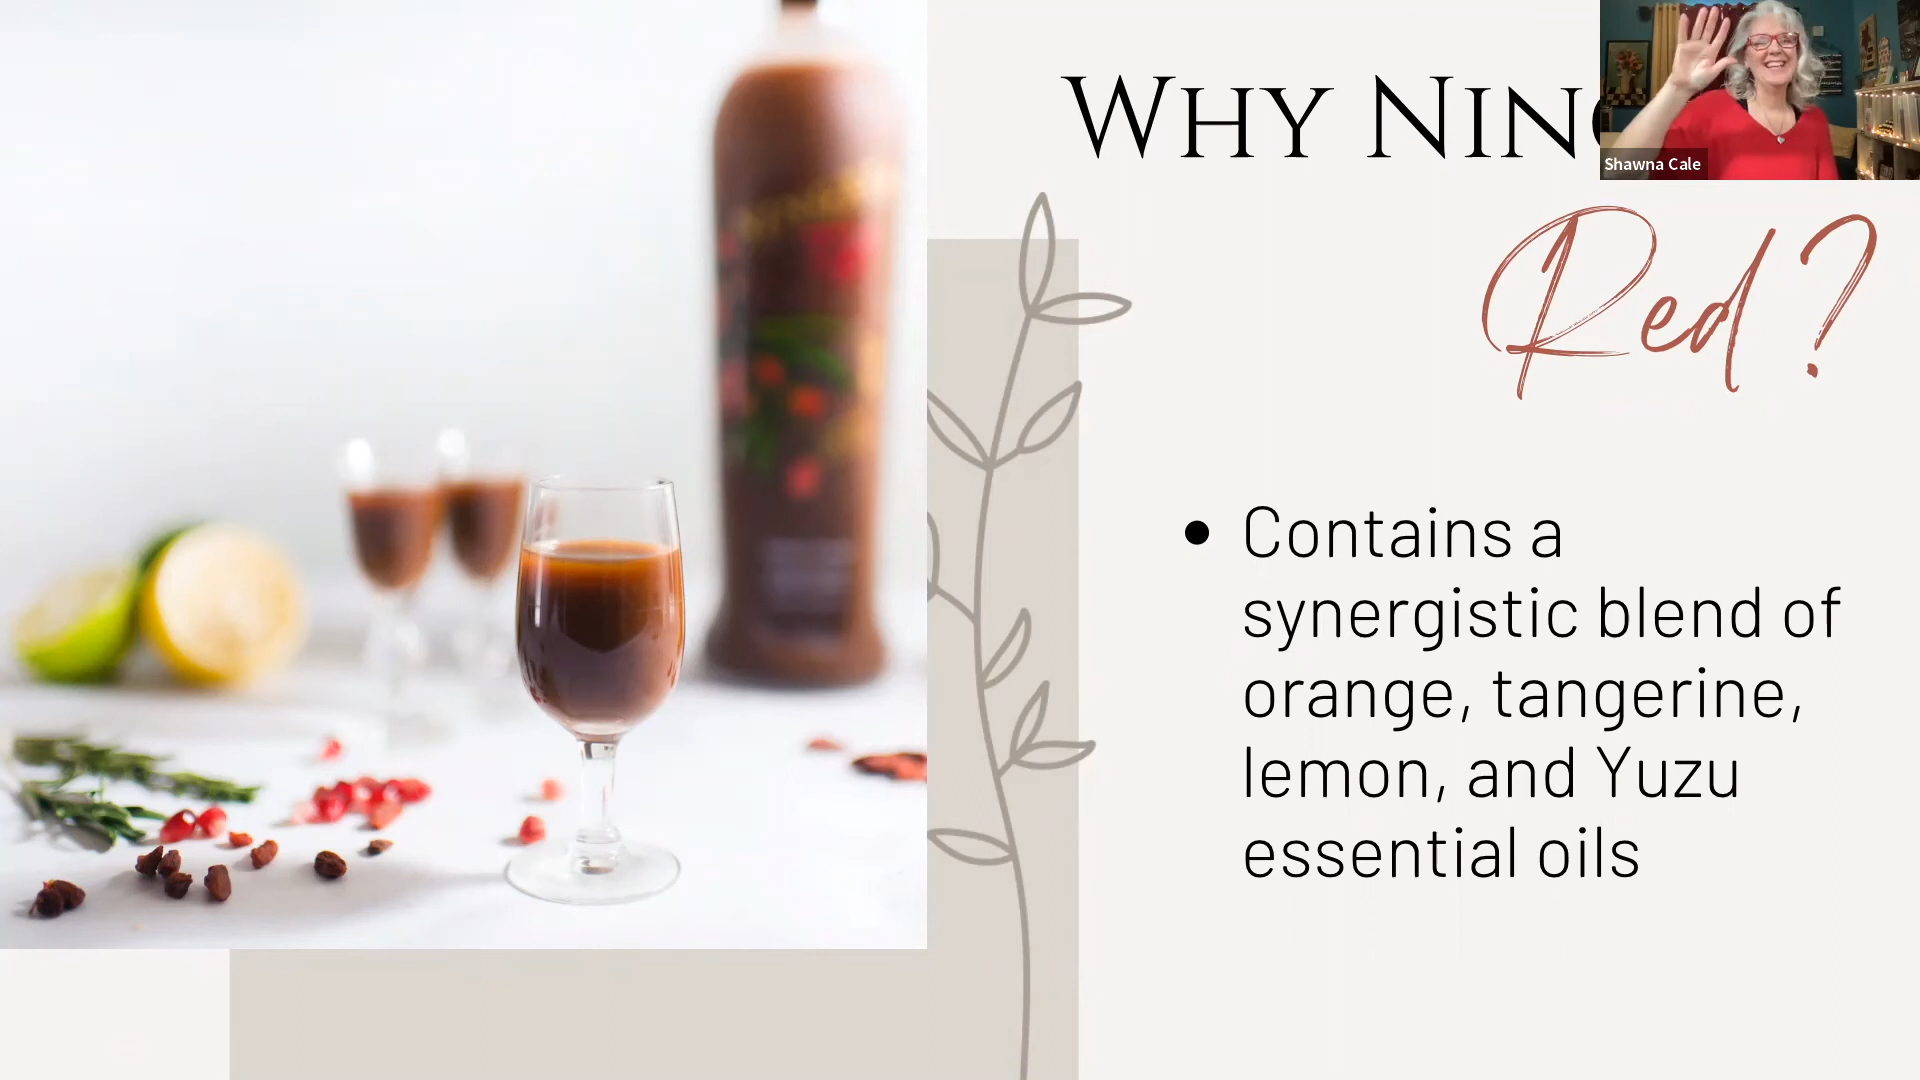 WHY NIN
Shawna Cale
Red?
• Contains a
synergistic blend of
orange, tangerine,
lemon, and Yuzu
essential oils